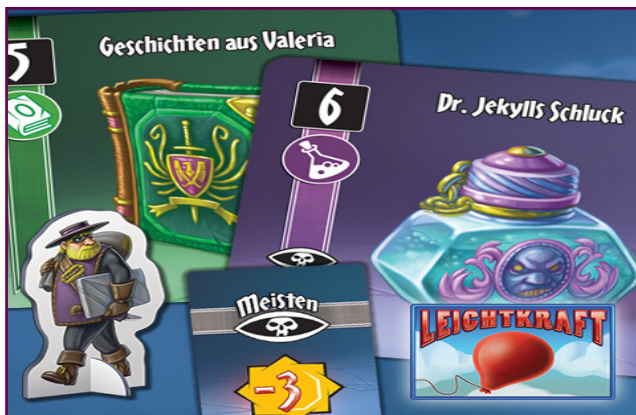 5
Geschichten aus Valeria
6
Dr. Jekylls Schluck
Meisten
-3
LEICHTKRAFT